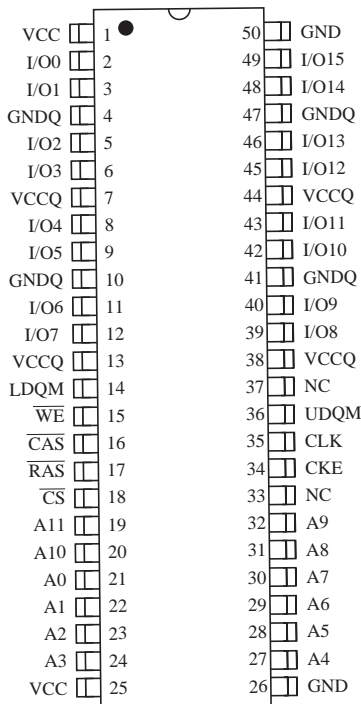 VCC 1 50 GND
I/O0 2 49 I/O15
I/O1 3 48 I/O14
GNDQ 4 47 GNDQ
I/O2 5 46 I/O13
I/O3 6 45 I/O12
VCCQ 7 44 VCCQ
I/O4 8 43 I/O11
I/O5 9 42 I/O10
GNDQ 10 41 GNDQ
I/O6 11 40 I/O9
I/O7 12 39 I/O8
VCCQ 13 38 VCCQ
LDQM 14 37 NC
W̅E̅ 15 36 UDQM
C̅A̅S̅ 16 35 CLK
R̅A̅S̅ 17 34 CKE
C̅S̅ 18 33 NC
A11 19 32 A9
A10 20 31 A8
A0 21 30 A7
A1 22 29 A6
A2 23 28 A5
A3 24 27 A4
VCC 25 26 GND